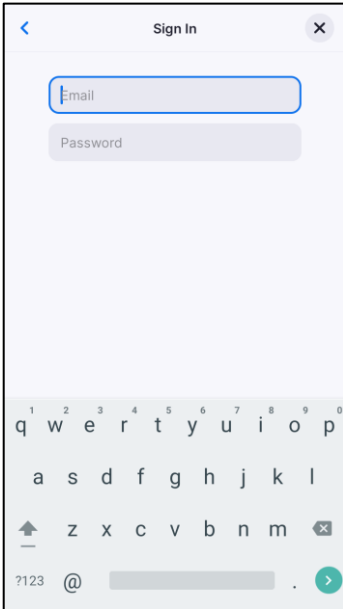 Sign In
Email
Password
1 2 3 4 5 6 7 8 9 0
q w e r t y u i o p
a s d f g h j k l
z x c v b n m
?123 @ .